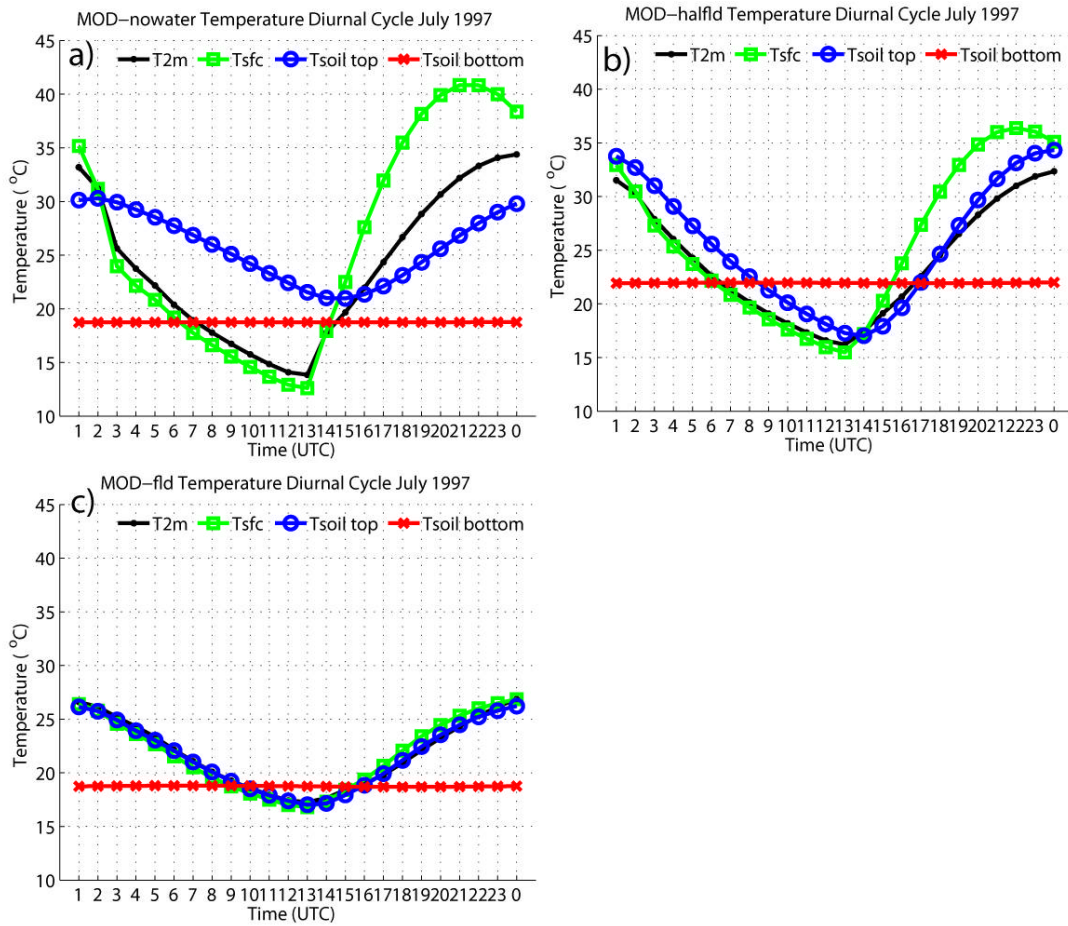 MOD-nowater Temperature Diurnal Cycle July 1997
a)
T2m Tsfc Tsoil top Tsoil bottom
45
40
35
30
25
20
15
10
Temperature ( °C)
1 2 3 4 5 6 7 8 9 10 11 12 13 14 15 16 17 18 19 20 21 22 23 0
Time (UTC)
MOD-halfld Temperature Diurnal Cycle July 1997
b)
T2m Tsfc Tsoil top Tsoil bottom
45
40
35
30
25
20
15
10
Temperature ( °C)
1 2 3 4 5 6 7 8 9 10 11 12 13 14 15 16 17 18 19 20 21 22 23 0
Time (UTC)
MOD-fld Temperature Diurnal Cycle July 1997
c)
T2m Tsfc Tsoil top Tsoil bottom
45
40
35
30
25
20
15
10
Temperature ( °C)
1 2 3 4 5 6 7 8 9 10 11 12 13 14 15 16 17 18 19 20 21 22 23 0
Time (UTC)